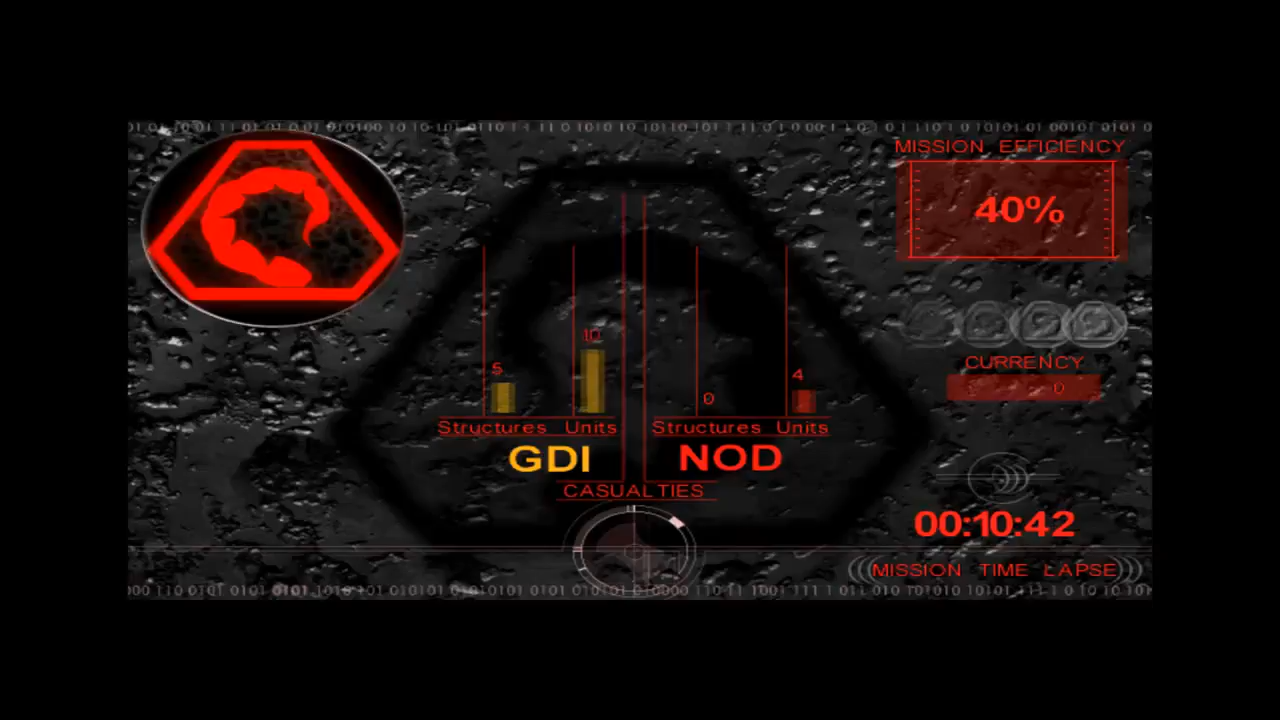 MISSION EFFICIENCY
40%
10
5
CURRENCY
4
0
0
Structures Units
Structures Units
GDI
NOD
CASUALTIES
00:10:42
MISSION TIME LAPSE